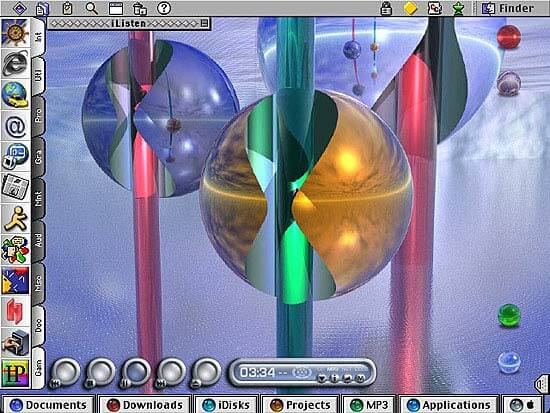 Finder
iListen
Int
Util
Pro
Gra
Mnt
Aud
Misc
Doc
Gam
03:34
Documents
Downloads
iDisks
Projects
MP3
Applications